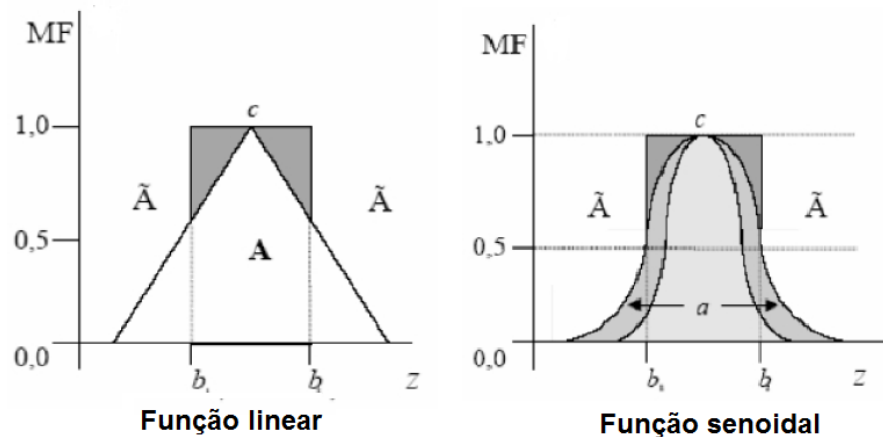 MF
1,0
c
Ã
Ã
A
0,5
0,0
z
Função linear
MF
1,0
c
Ã
Ã
0,5
a
0,0
z
Função senoidal